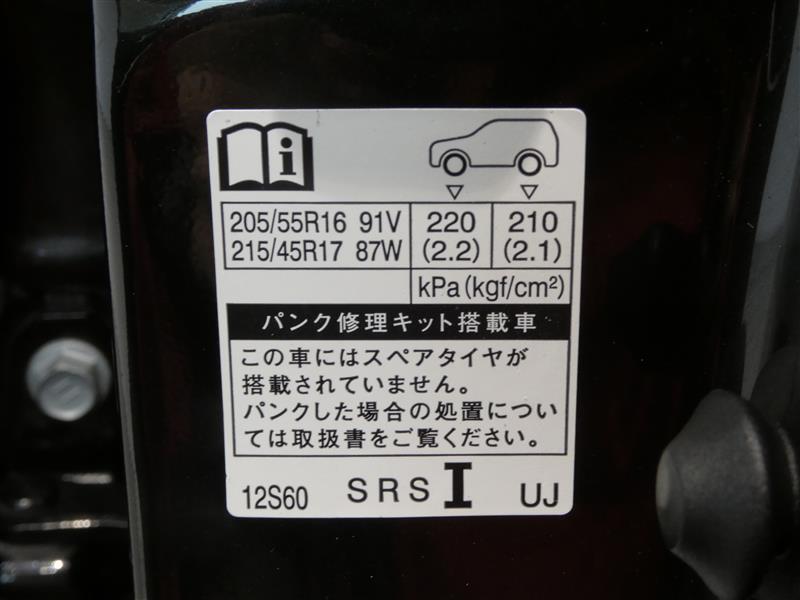 205/55R16 91V 220 210
215/45R17 87W (2.2) (2.1)
kPa(kgf/cm²)
パンク修理キット搭載車
この車にはスペアタイヤが
搭載されていません。
パンクした場合の処置につい
ては取扱書をご覧ください。
12S60 SRS I UJ